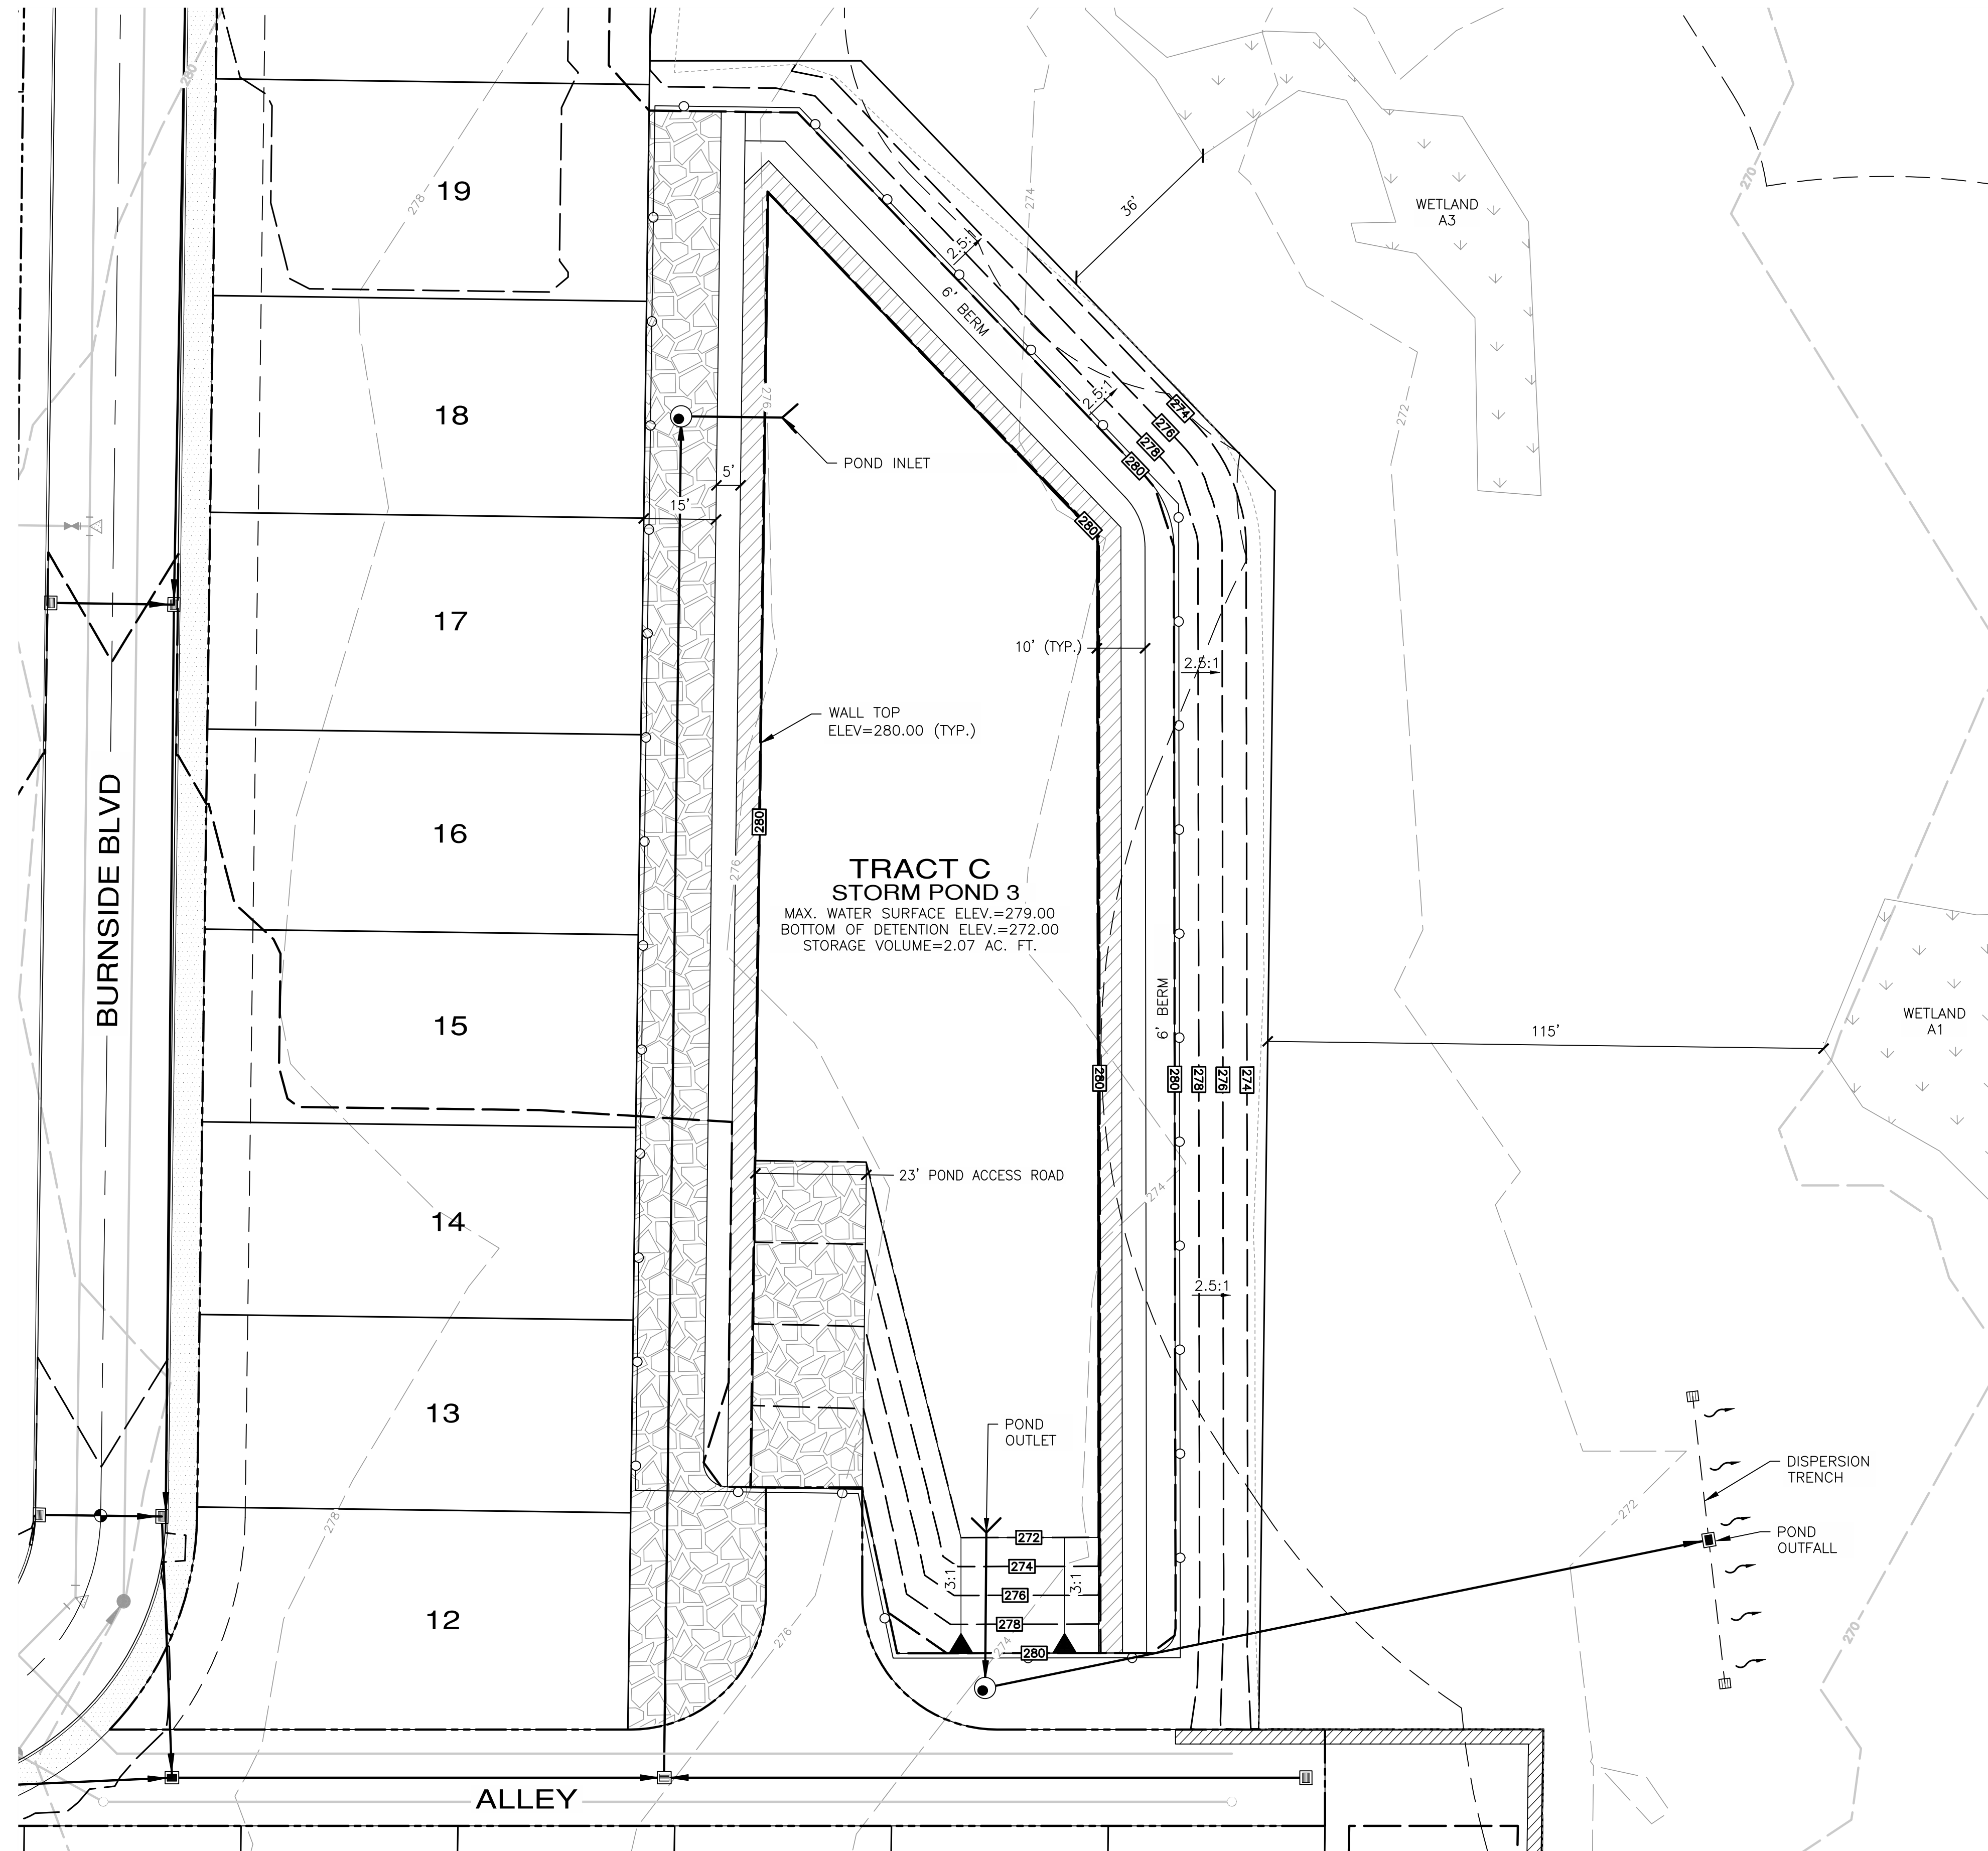 280
19
278
274
36'
WETLAND
A3
270
2.5:1
6' BERM
2.5:1
274
276
278
280
272
276
18
POND INLET
5'
15'
280
17
10' (TYP.)
2.5:1
WALL TOP
ELEV=280.00 (TYP.)
BURNSIDE BLVD
16
280
276
TRACT C
STORM POND 3
MAX. WATER SURFACE ELEV.=279.00
BOTTOM OF DETENTION ELEV.=272.00
STORAGE VOLUME=2.07 AC. FT.
15
6' BERM
115'
WETLAND
A1
280
280
278
276
274
23' POND ACCESS ROAD
274
14
2.5:1
13
POND
OUTLET
DISPERSION
TRENCH
278
272
POND
OUTFALL
272
274
276
278
280
3:1
3:1
12
276
274
270
ALLEY